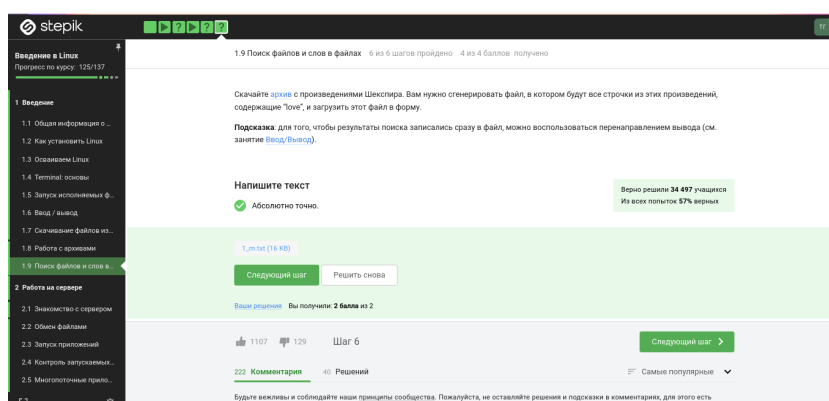 stepik
Введение в Linux
Прогресс по курсу: 125/137
1 Введение
1.1 Общая информация о ...
1.2 Как установить Linux
1.3 Осваиваем Linux
1.4 Terminal: основы
1.5 Запуск исполняемых ф...
1.6 Ввод / вывод
1.7 Скачивание файлов из...
1.8 Работа с архивами
1.9 Поиск файлов и слов в...
2 Работа на сервере
2.1 Знакомство с сервером
2.2 Обмен файлами
2.3 Запуск приложений
2.4 Контроль запускаемых...
2.5 Многопоточные прило...
1.9 Поиск файлов и слов в файлах 6 из 6 шагов пройдено 4 из 4 баллов получено
Скачайте архив с произведениями Шекспира. Вам нужно сгенерировать файл, в котором будут все строчки из этих произведений,
содержащие "love", и загрузить этот файл в форму.
Подсказка: для того, чтобы результаты поиска записались сразу в файл, можно воспользоваться перенаправлением вывода (см.
занятие Ввод/Вывод).
Напишите текст
Абсолютно точно.
Верно решили 34 497 учащихся
Из всех попыток 57% верных
1_m.txt (16 KB)
Следующий шаг Решить снова
Ваши решения Вы получили: 2 балла из 2
1107 129 Шаг 6
Следующий шаг
222 Комментария 40 Решений
Самые популярные
Будьте вежливы и соблюдайте наши принципы сообщества. Пожалуйста, не оставляйте решения и подсказки в комментариях, для этого есть